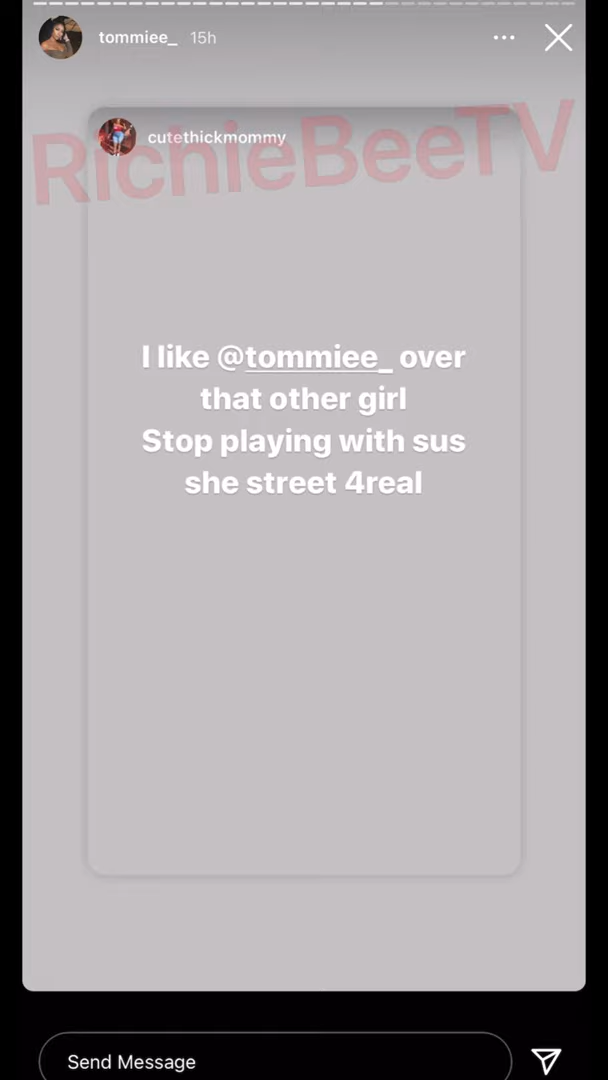 tommiee_ 15h
RichieBeeTV
cutethickmommy
I like @tommiee_ over
that other girl
Stop playing with sus
she street 4real
Send Message